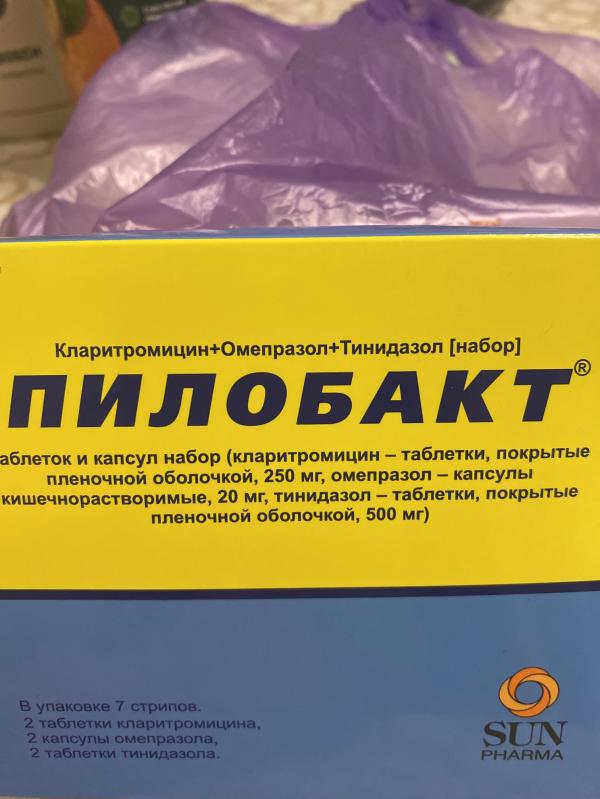 Кларитромицин+Омепразол+Тинидазол [набор]
ПИЛОБАКТ®
аблеток и капсул набор (кларитромицин – таблетки, покрытые
пленочной оболочкой, 250 мг, омепразол – капсулы
кишечнорастворимые, 20 мг, тинидазол – таблетки, покрытые
пленочной оболочкой, 500 мг)
В упаковке 7 стрипов.
2 таблетки кларитромицина,
2 капсулы омепразола,
2 таблетки тинидазола.
SUN
PHARMA